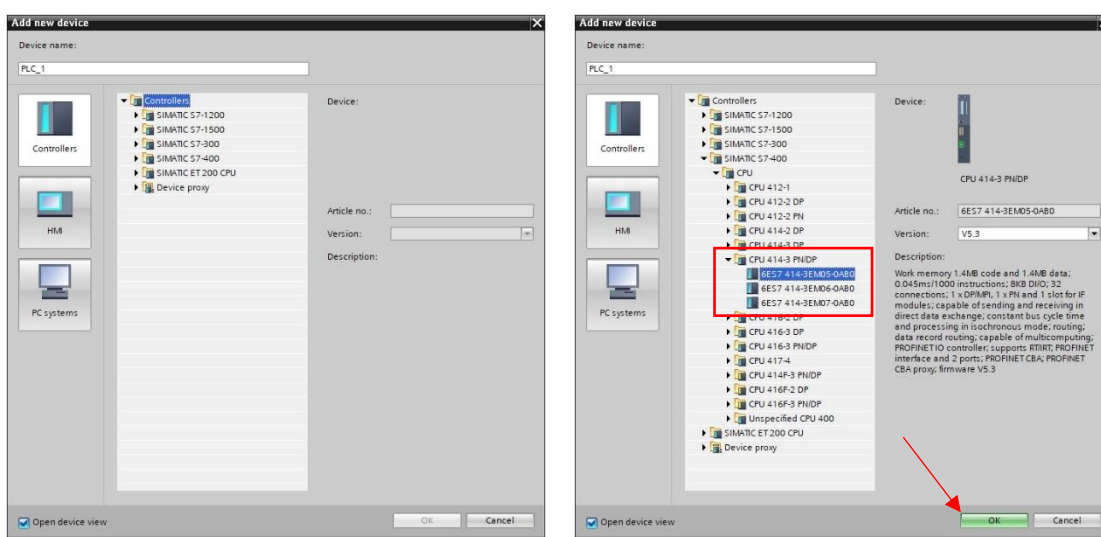 Add new device
Device name:
PLC_1
Controllers
HMI
PC systems
Controllers
SIMATIC S7-1200
SIMATIC S7-1500
SIMATIC S7-300
SIMATIC S7-400
SIMATIC ET 200 CPU
Device proxy
Device:
Article no.:
Version:
Description:
Open device view
OK
Cancel
Add new device
Device name:
PLC_1
Controllers
HMI
PC systems
Controllers
SIMATIC S7-1200
SIMATIC S7-1500
SIMATIC S7-300
SIMATIC S7-400
CPU
CPU 412-1
CPU 412-2 DP
CPU 412-2 PN
CPU 414-2 DP
CPU 414-3 DP
CPU 414-3 PN/DP
6ES7 414-3EM05-0AB0
6ES7 414-3EM06-0AB0
6ES7 414-3EM07-0AB0
CPU 416-2 DP
CPU 416-3 DP
CPU 416-3 PN/DP
CPU 417-4
CPU 414F-3 PN/DP
CPU 416F-2 DP
CPU 416F-3 PN/DP
Unspecified CPU 400
SIMATIC ET 200 CPU
Device proxy
Device:
CPU 414-3 PN/DP
Article no.: 6ES7 414-3EM05-0AB0
Version: V5.3
Description:
Work memory 1.4MB code and 1.4MB data;
0.045ms/1000 instructions; 8KB DI/O; 32
connections; 1 x DP/MPI, 1 x PN and 1 slot for IF
modules; capable of sending and receiving in
direct data exchange; constant bus cycle time
and processing in isochronous mode; routing;
data record routing; capable of multicomputing;
PROFINET IO controller; supports RT/IRT; PROFINET
interface and 2 ports; PROFINET CBA; PROFINET
CBA proxy; firmware V5.3
Open device view
OK
Cancel